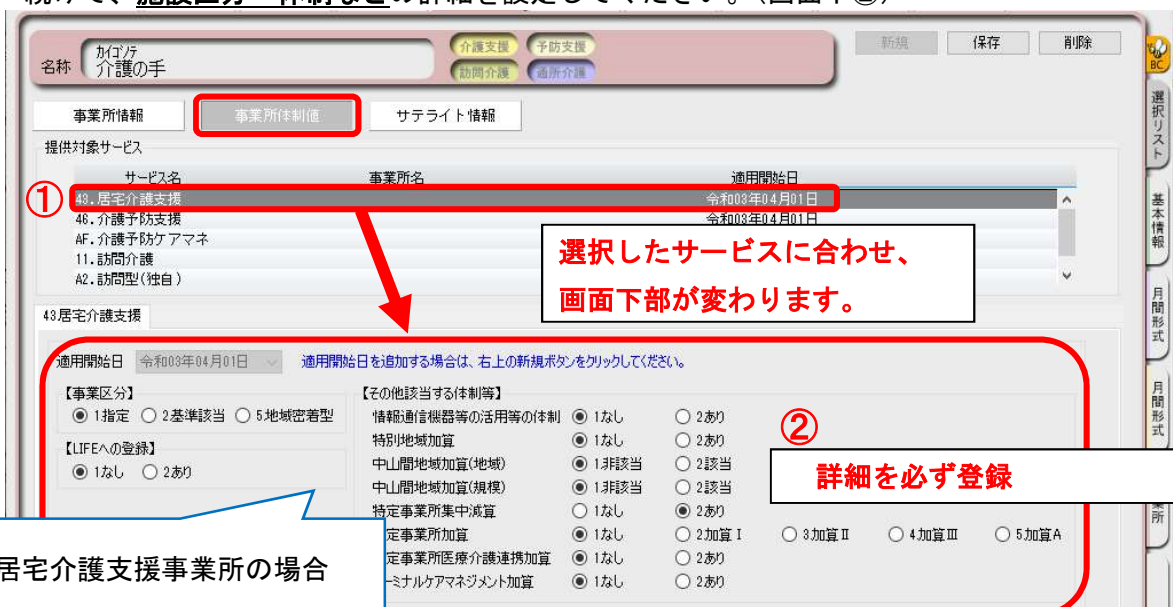 続けて、施設区分・体制などの詳細を設定してください。(画面下②)
名称 カイゴノテ
介護の手
介護支援 予防支援
訪問介護 通所介護
新規 保存 削除
事業所情報 事業所体制値 サテライト情報
提供対象サービス
サービス名 事業所名 適用開始日
①
43.居宅介護支援 令和03年04月01日
46.介護予防支援 令和03年04月01日
AF.介護予防ケアマネ
11.訪問介護
A2.訪問型(独自)
選択したサービスに合わせ、
画面下部が変わります。
43居宅介護支援
適用開始日 令和03年04月01日 適用開始日を追加する場合は、右上の新規ボタンをクリックしてください。
【事業区分】
1指定 2基準該当 5地域密着型
【LIFEへの登録】
1なし 2あり
【その他該当する体制等】
情報通信機器等の活用等の体制 1なし 2あり
特別地域加算 1なし 2あり
中山間地域加算(地域) 1.非該当 2該当
中山間地域加算(規模) 1.非該当 2該当
特定事業所集中減算 1なし 2あり
定事業所加算 1なし 2.加算Ⅰ 3.加算Ⅱ 4.加算Ⅲ 5.加算A
定事業所医療介護連携加算 1なし 2あり
ーミナルケアマネジメント加算 1なし 2あり
②
詳細を必ず登録
居宅介護支援事業所の場合
BC
選択リスト
基本情報
月間形式
月間形式
所